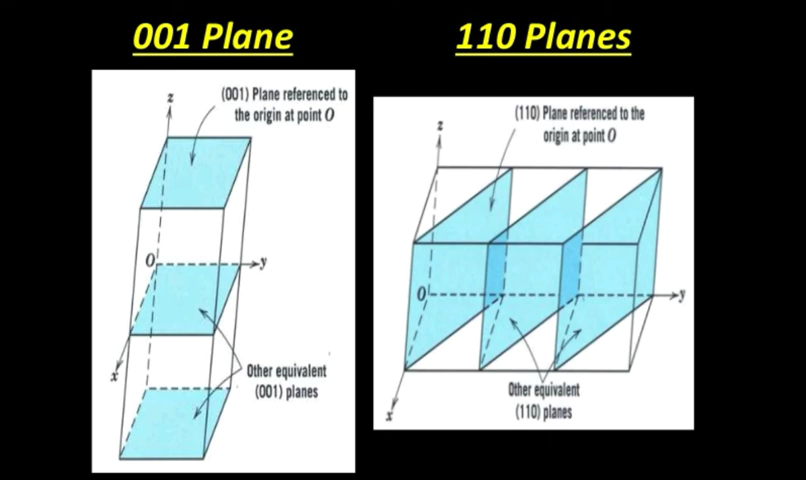 001 Plane
110 Planes
z
(001) Plane referenced to
the origin at point O
O
y
x
Other equivalent
(001) planes
z
(110) Plane referenced to the
origin at point O
O
y
x
Other equivalent
(110) planes